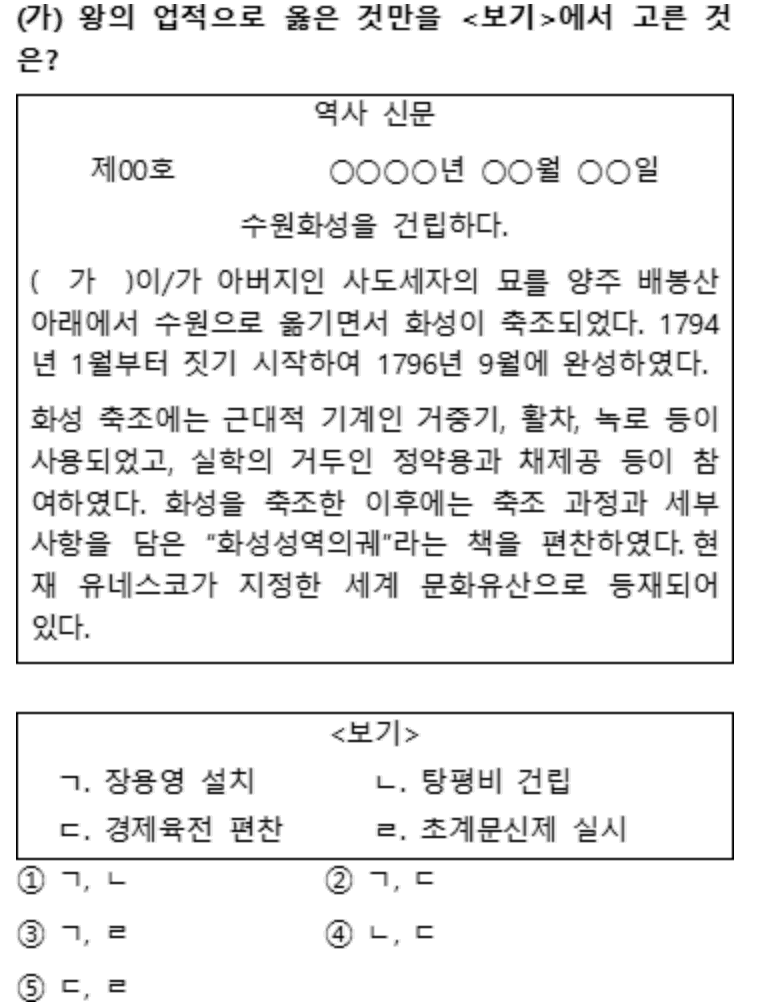 (가) 왕의 업적으로 옳은 것만을 <보기>에서 고른 것
은?
역사 신문
제00호 ○○○○년 ○○월 ○○일
수원화성을 건립하다.
( 가 )이/가 아버지인 사도세자의 묘를 양주 배봉산
아래에서 수원으로 옮기면서 화성이 축조되었다. 1794
년 1월부터 짓기 시작하여 1796년 9월에 완성하였다.
화성 축조에는 근대적 기계인 거중기, 활차, 녹로 등이
사용되었고, 실학의 거두인 정약용과 채제공 등이 참
여하였다. 화성을 축조한 이후에는 축조 과정과 세부
사항을 담은 “화성성역의궤”라는 책을 편찬하였다. 현
재 유네스코가 지정한 세계 문화유산으로 등재되어
있다.
<보기>
ㄱ. 장용영 설치 ㄴ. 탕평비 건립
ㄷ. 경제육전 편찬 ㄹ. 초계문신제 실시
① ㄱ, ㄴ ② ㄱ, ㄷ
③ ㄱ, ㄹ ④ ㄴ, ㄷ
⑤ ㄷ, ㄹ